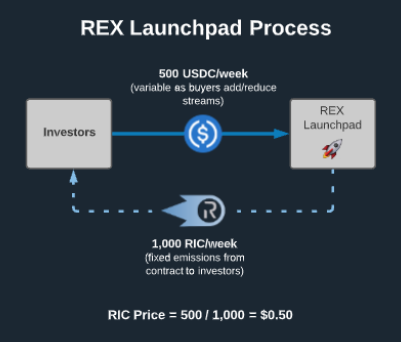 REX Launchpad Process
500 USDC/week
(variable as buyers add/reduce
streams)
Investors
$
REX
Launchpad
R
1,000 RIC/week
(fixed emissions from
contract to investors)
RIC Price = 500 / 1,000 = $0.50